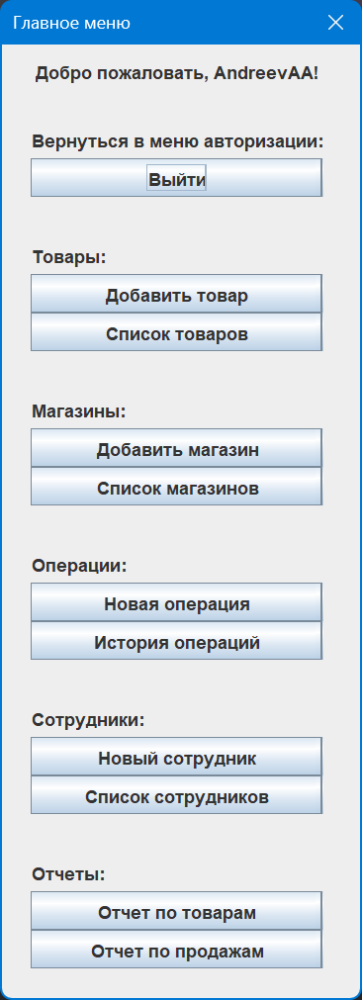 Главное меню
Добро пожаловать, AndreevAA!
Вернуться в меню авторизации:
Выйти
Товары:
Добавить товар
Список товаров
Магазины:
Добавить магазин
Список магазинов
Операции:
Новая операция
История операций
Сотрудники:
Новый сотрудник
Список сотрудников
Отчеты:
Отчет по товарам
Отчет по продажам